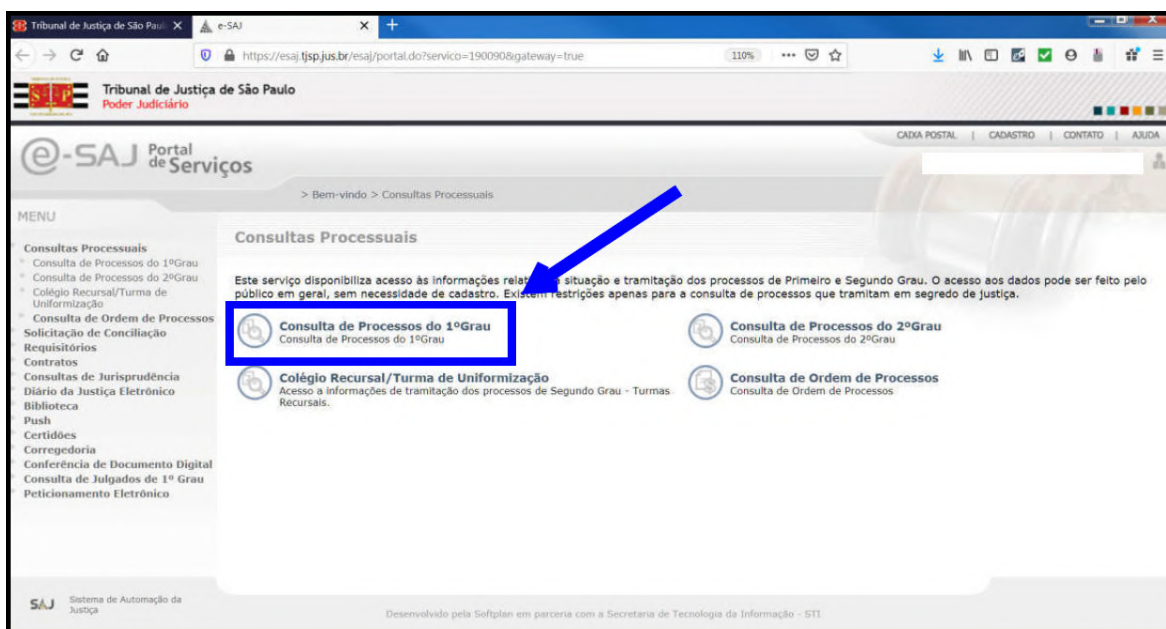 Tribunal de Justiça de São Paul
e-SAJ
https://esaj.tjsp.jus.br/esaj/portal.do?servico=190090&gateway=true
110%
Tribunal de Justiça de São Paulo
Poder Judiciário
CAIXA POSTAL | CADASTRO | CONTATO | AJUDA
e-SAJ Portal de Serviços
> Bem-vindo > Consultas Processuais
MENU
Consultas Processuais
Consulta de Processos do 1ºGrau
Consulta de Processos do 2ºGrau
Colégio Recursal/Turma de
Uniformização
Consulta de Ordem de Processos
Solicitação de Conciliação
Requisitórios
Contratos
Consultas de Jurisprudência
Diário da Justiça Eletrônico
Biblioteca
Push
Certidões
Corregedoria
Conferência de Documento Digital
Consulta de Julgados de 1º Grau
Peticionamento Eletrônico
Consultas Processuais
Este serviço disponibiliza acesso às informações relat situação e tramitação dos processos de Primeiro e Segundo Grau. O acesso aos dados pode ser feito pelo
público em geral, sem necessidade de cadastro. Existem restrições apenas para a consulta de processos que tramitam em segredo de justiça.
Consulta de Processos do 1ºGrau
Consulta de Processos do 1ºGrau
Consulta de Processos do 2ºGrau
Consulta de Processos do 2ºGrau
Colégio Recursal/Turma de Uniformização
Acesso a informações de tramitação dos processos de Segundo Grau - Turmas
Recursais.
Consulta de Ordem de Processos
Consulta de Ordem de Processos
SAJ Sistema de Automação da
Justiça
Desenvolvido pela Softplan em parceria com a Secretaria de Tecnologia da Informação - STI